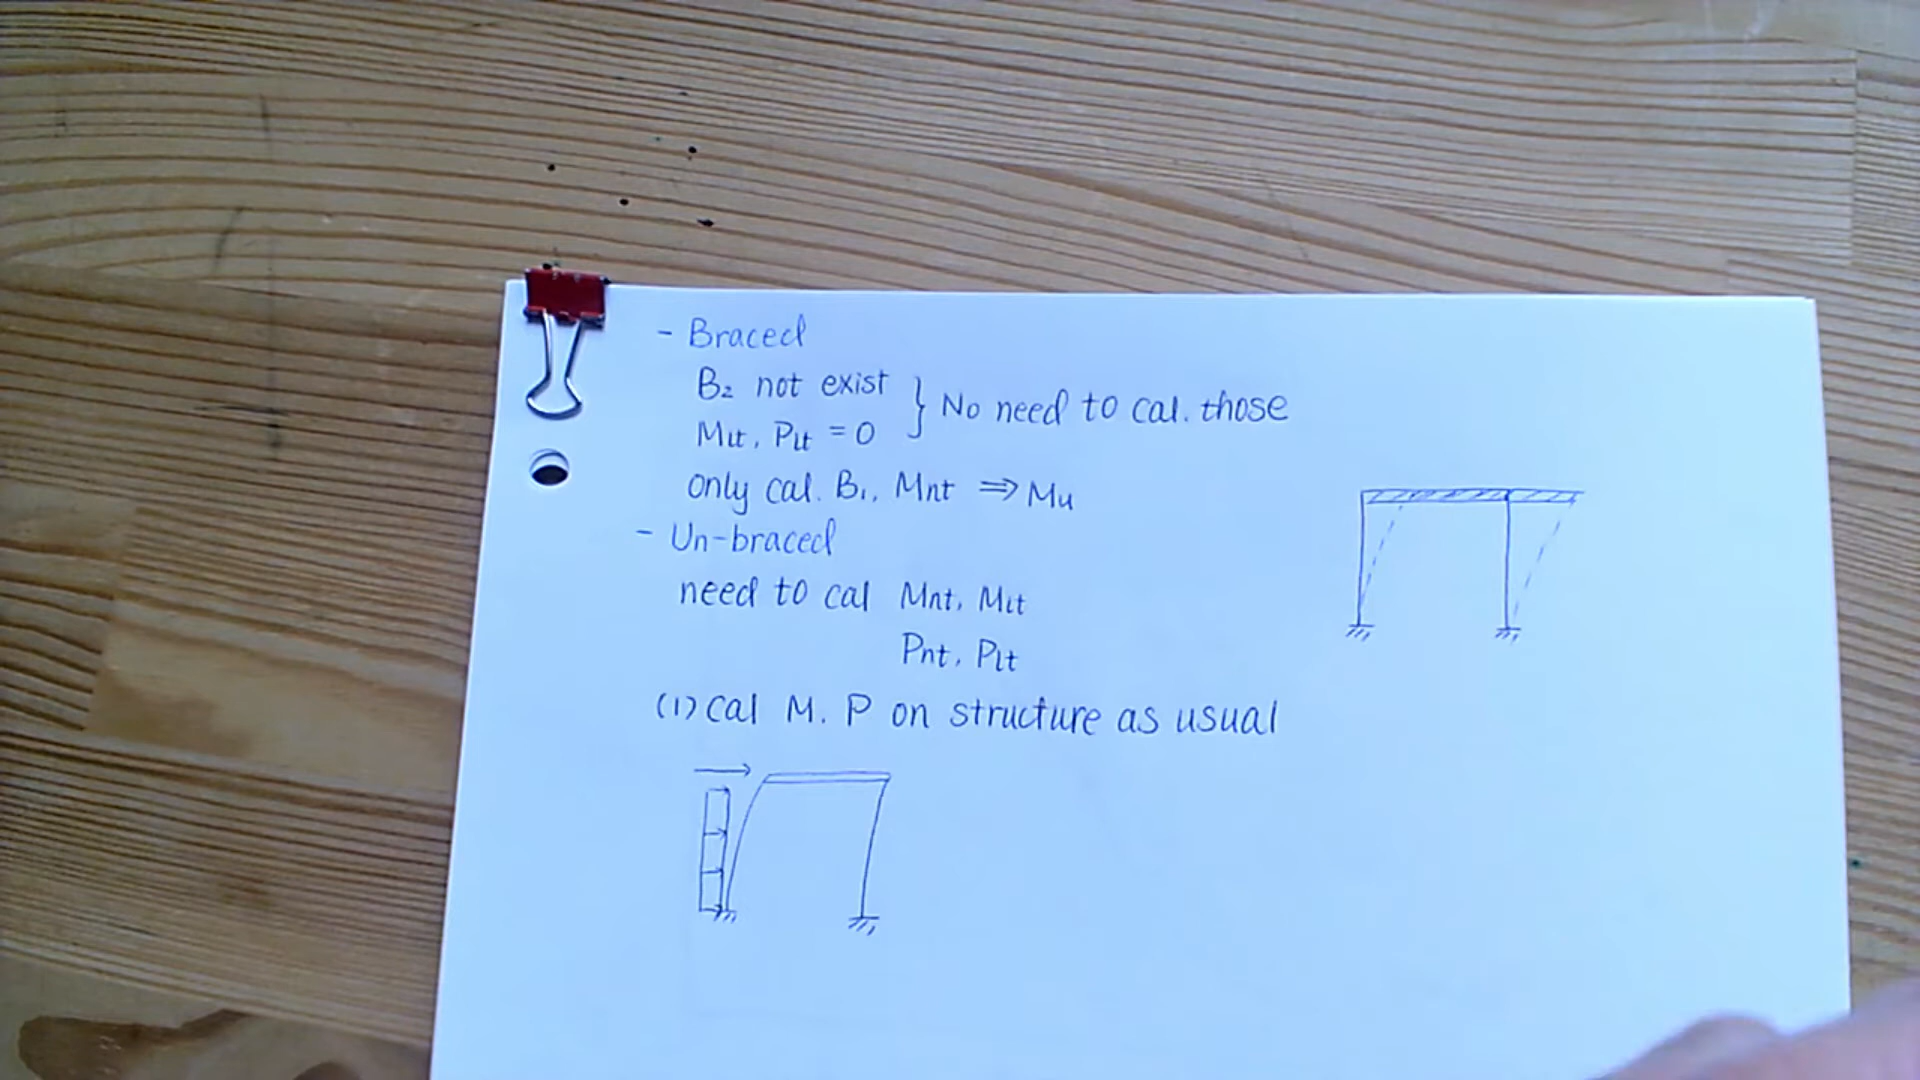 - Braced
B₂ not exist } No need to cal. those
Mlt, Plt = 0
only cal. B₁, Mnt ⇒ Mu
- Un-braced
need to cal Mnt, Mlt
Pnt, Plt
(1) cal M. P on structure as usual